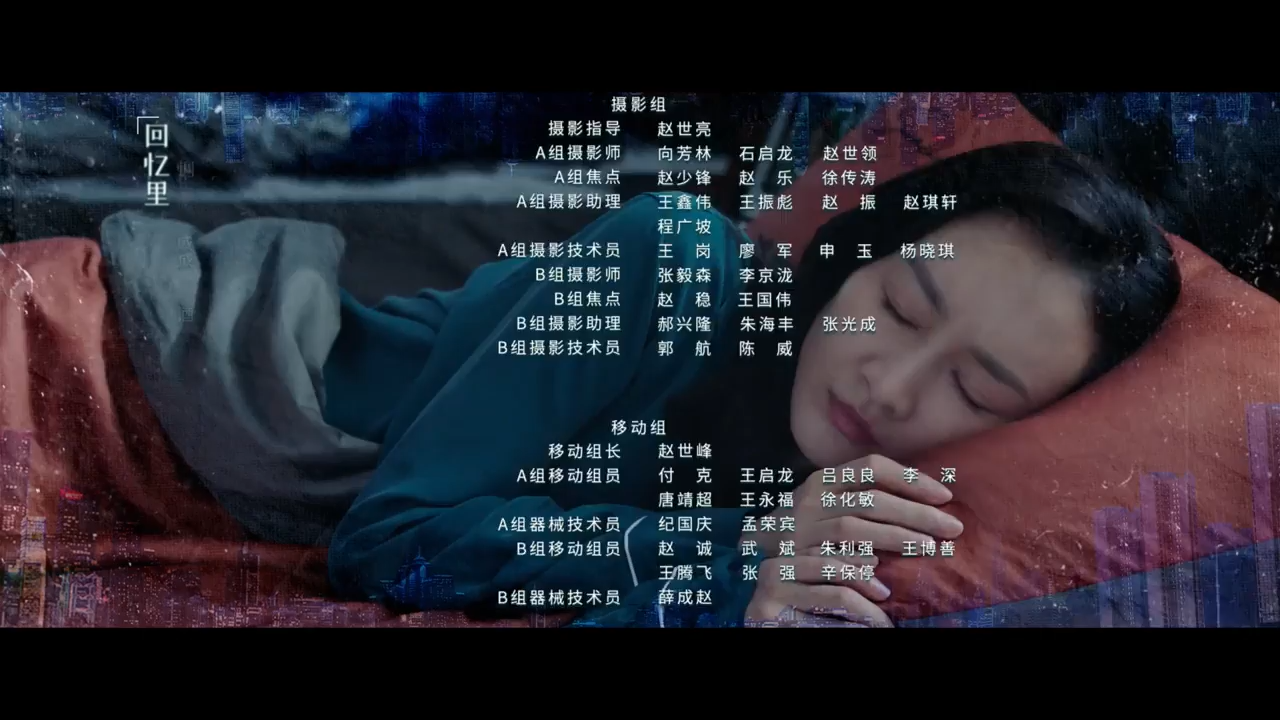 「回忆里
摄影组
摄影指导 赵世亮
A组摄影师 向芳林 石启龙 赵世领
A组焦点 赵少锋 赵 乐 徐传涛
A组摄影助理 王鑫伟 王振彪 赵 振 赵琪轩
程广坡
A组摄影技术员 王 岗 廖 军 申 玉 杨晓琪
B组摄影师 张毅森 李京泷
B组焦点 赵 稳 王国伟
B组摄影助理 郝兴隆 朱海丰 张光成
B组摄影技术员 郭 航 陈 威
移动组
移动组长 赵世峰
A组移动组员 付 克 王启龙 吕良良 李 深
唐靖超 王永福 徐化敏
A组器械技术员 纪国庆 孟荣宾
B组移动组员 赵 诚 武 斌 朱利强 王博善
王腾飞 张 强 辛保停
B组器械技术员 薛成赵